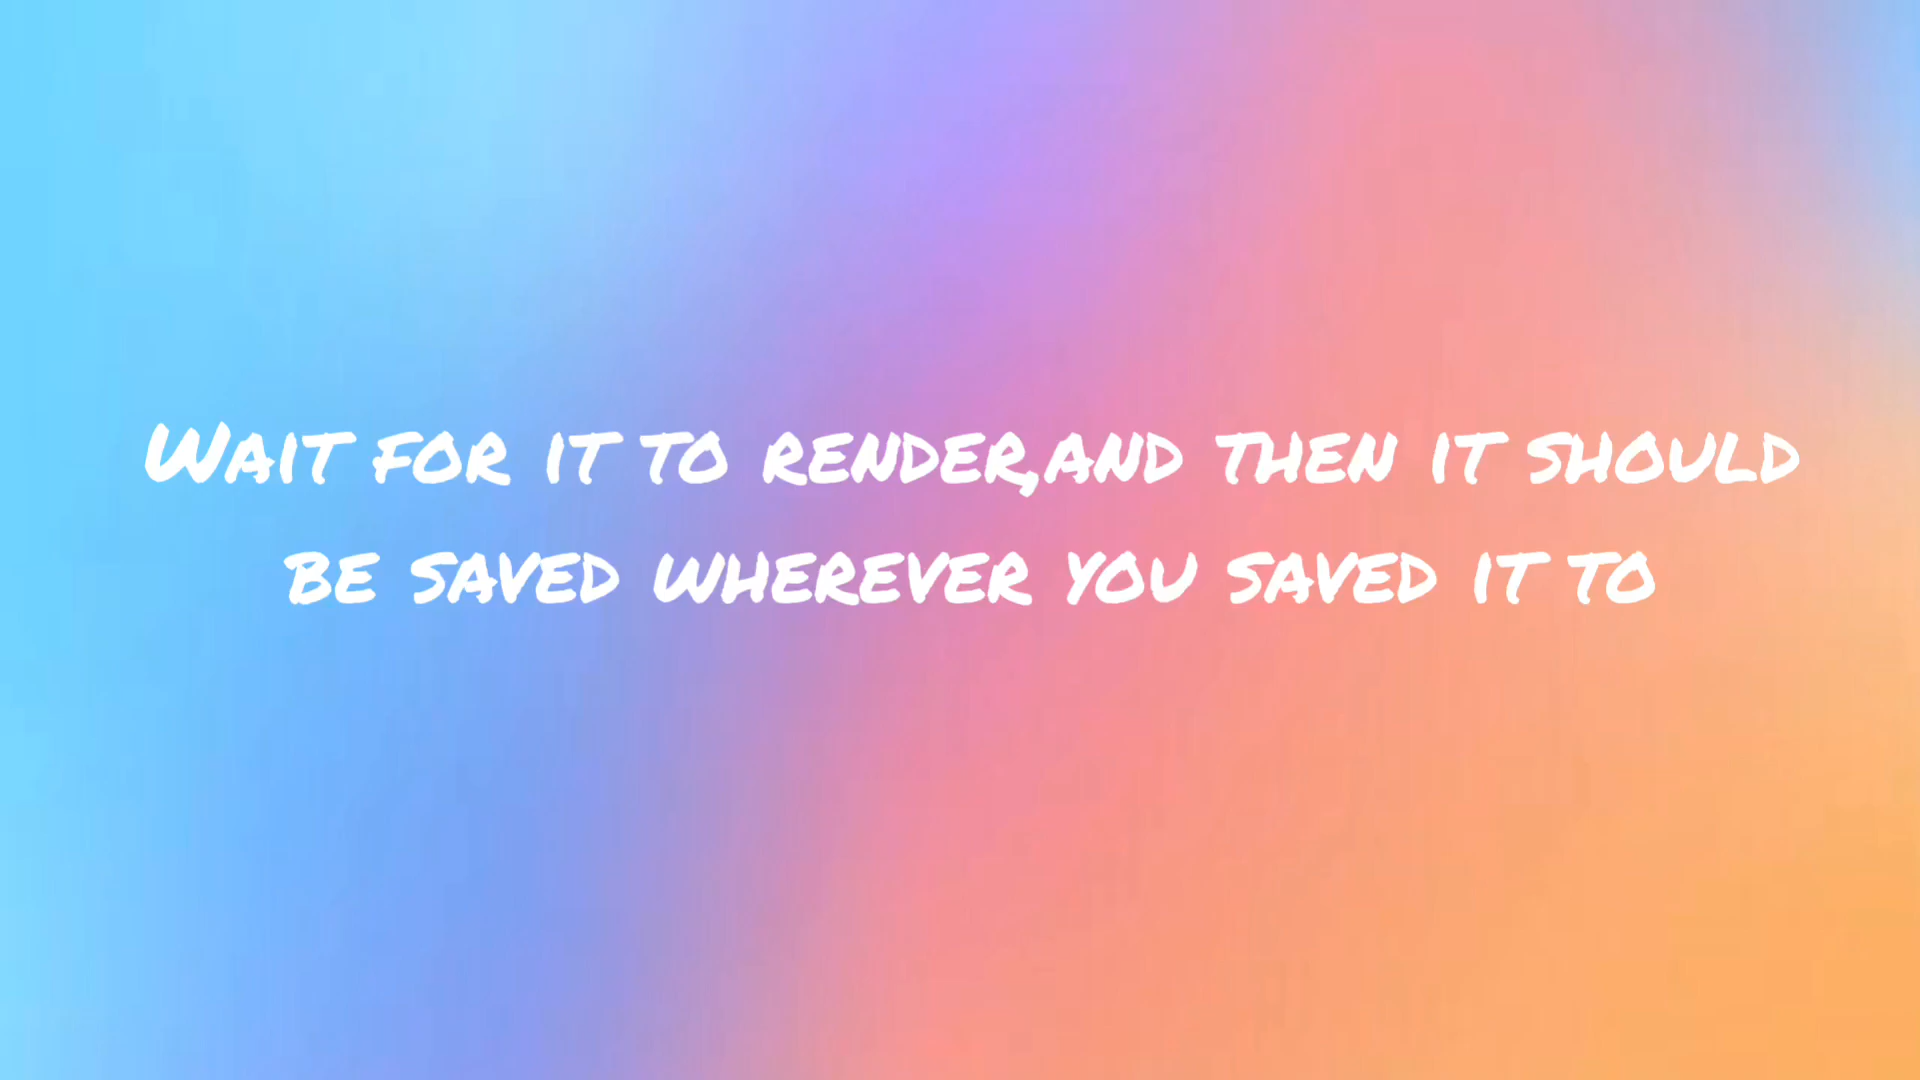 Wait for it to render,and then it should
be saved wherever you saved it to